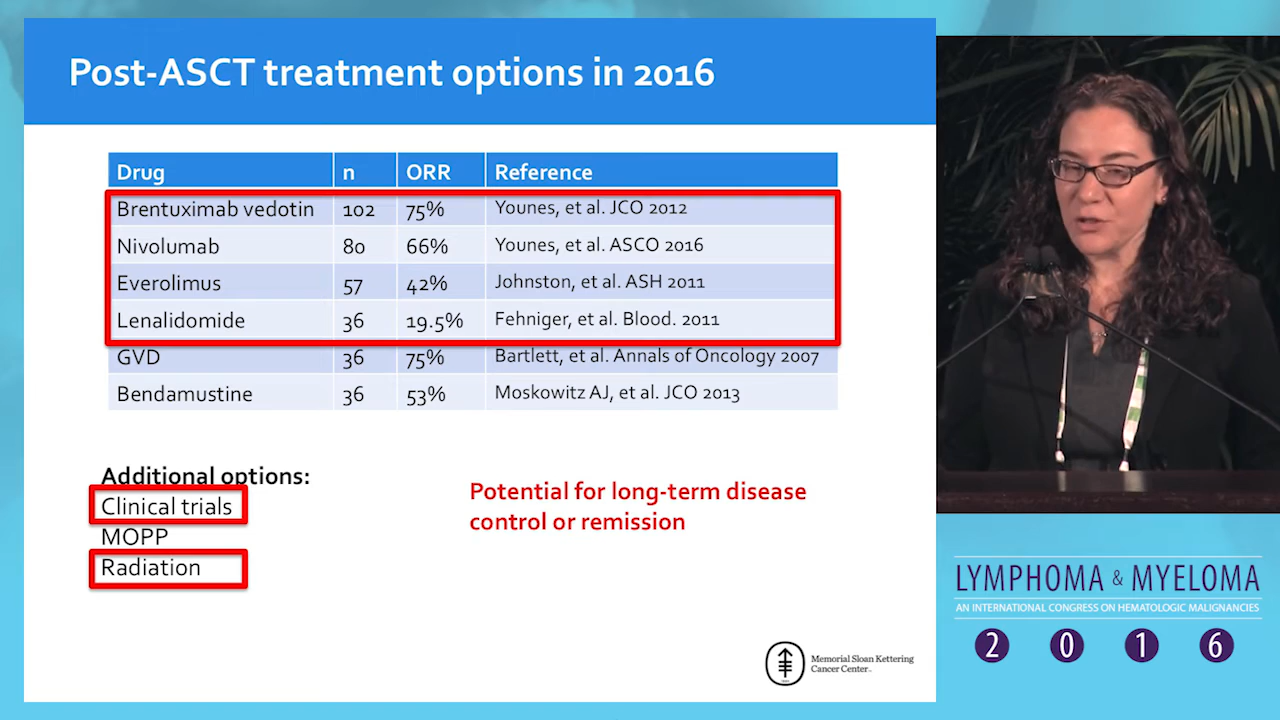 Post-ASCT treatment options in 2016
Drug n ORR Reference
Brentuximab vedotin 102 75% Younes, et al. JCO 2012
Nivolumab 80 66% Younes, et al. ASCO 2016
Everolimus 57 42% Johnston, et al. ASH 2011
Lenalidomide 36 19.5% Fehniger, et al. Blood. 2011
GVD 36 75% Bartlett, et al. Annals of Oncology 2007
Bendamustine 36 53% Moskowitz AJ, et al. JCO 2013
Additional options:
Clinical trials
MOPP
Radiation
Potential for long-term disease
control or remission
Memorial Sloan Kettering
Cancer Center
LYMPHOMA & MYELOMA
AN INTERNATIONAL CONGRESS ON HEMATOLOGIC MALIGNANCIES
2 0 1 6